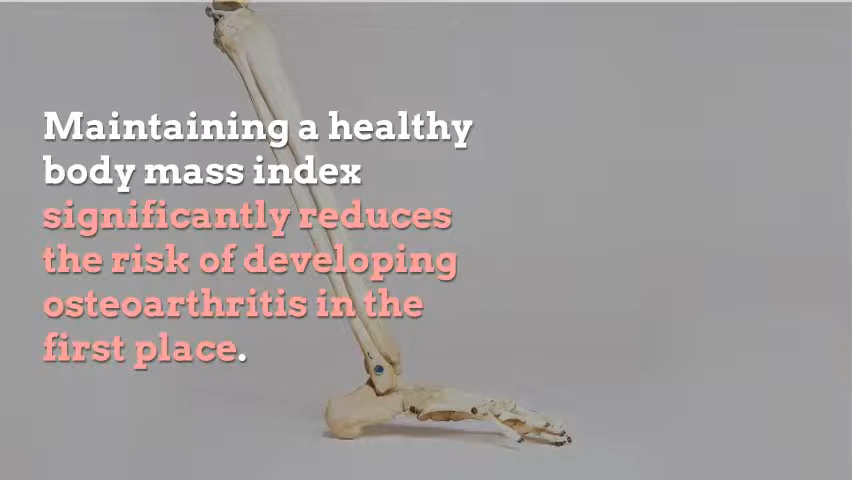 Maintaining a healthy
body mass index
significantly reduces
the risk of developing
osteoarthritis in the
first place.